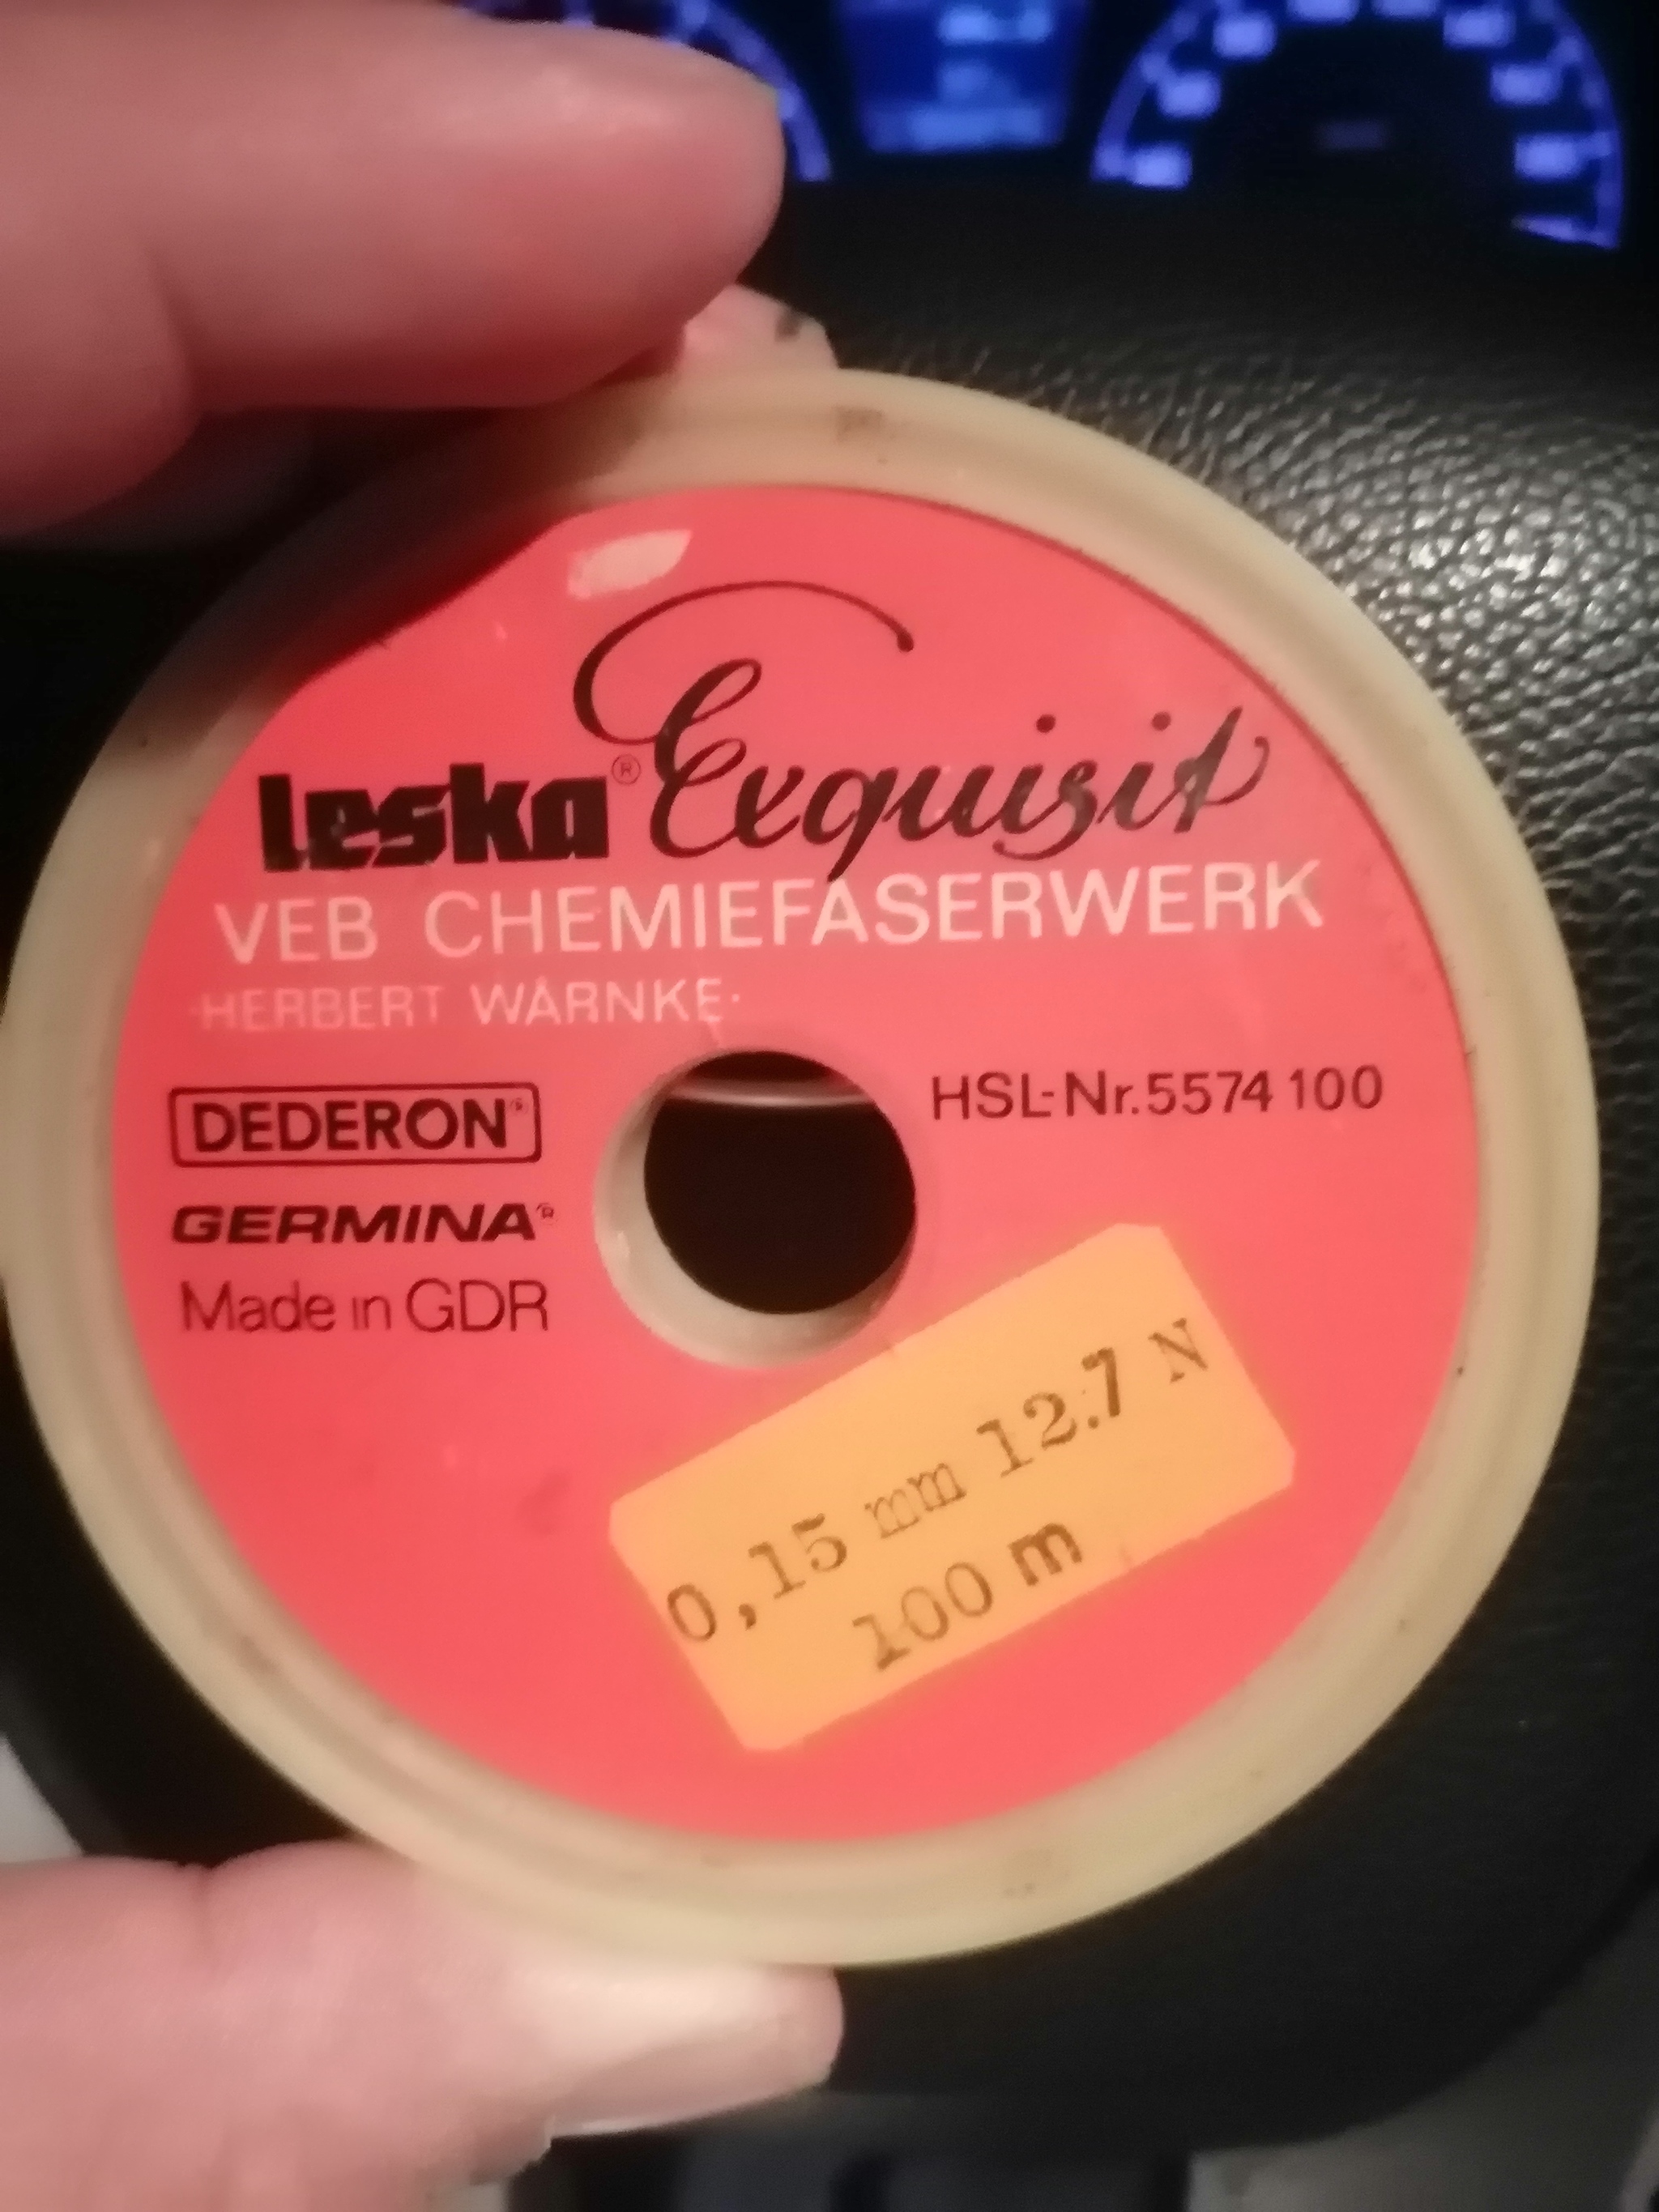 leska® Exquisit
VEB CHEMIEFASERWERK
·HERBERT WARNKE·
DEDERON®
HSL-Nr. 5574 100
GERMINA®
Made in GDR
0,15 mm 12.7 N
100 m